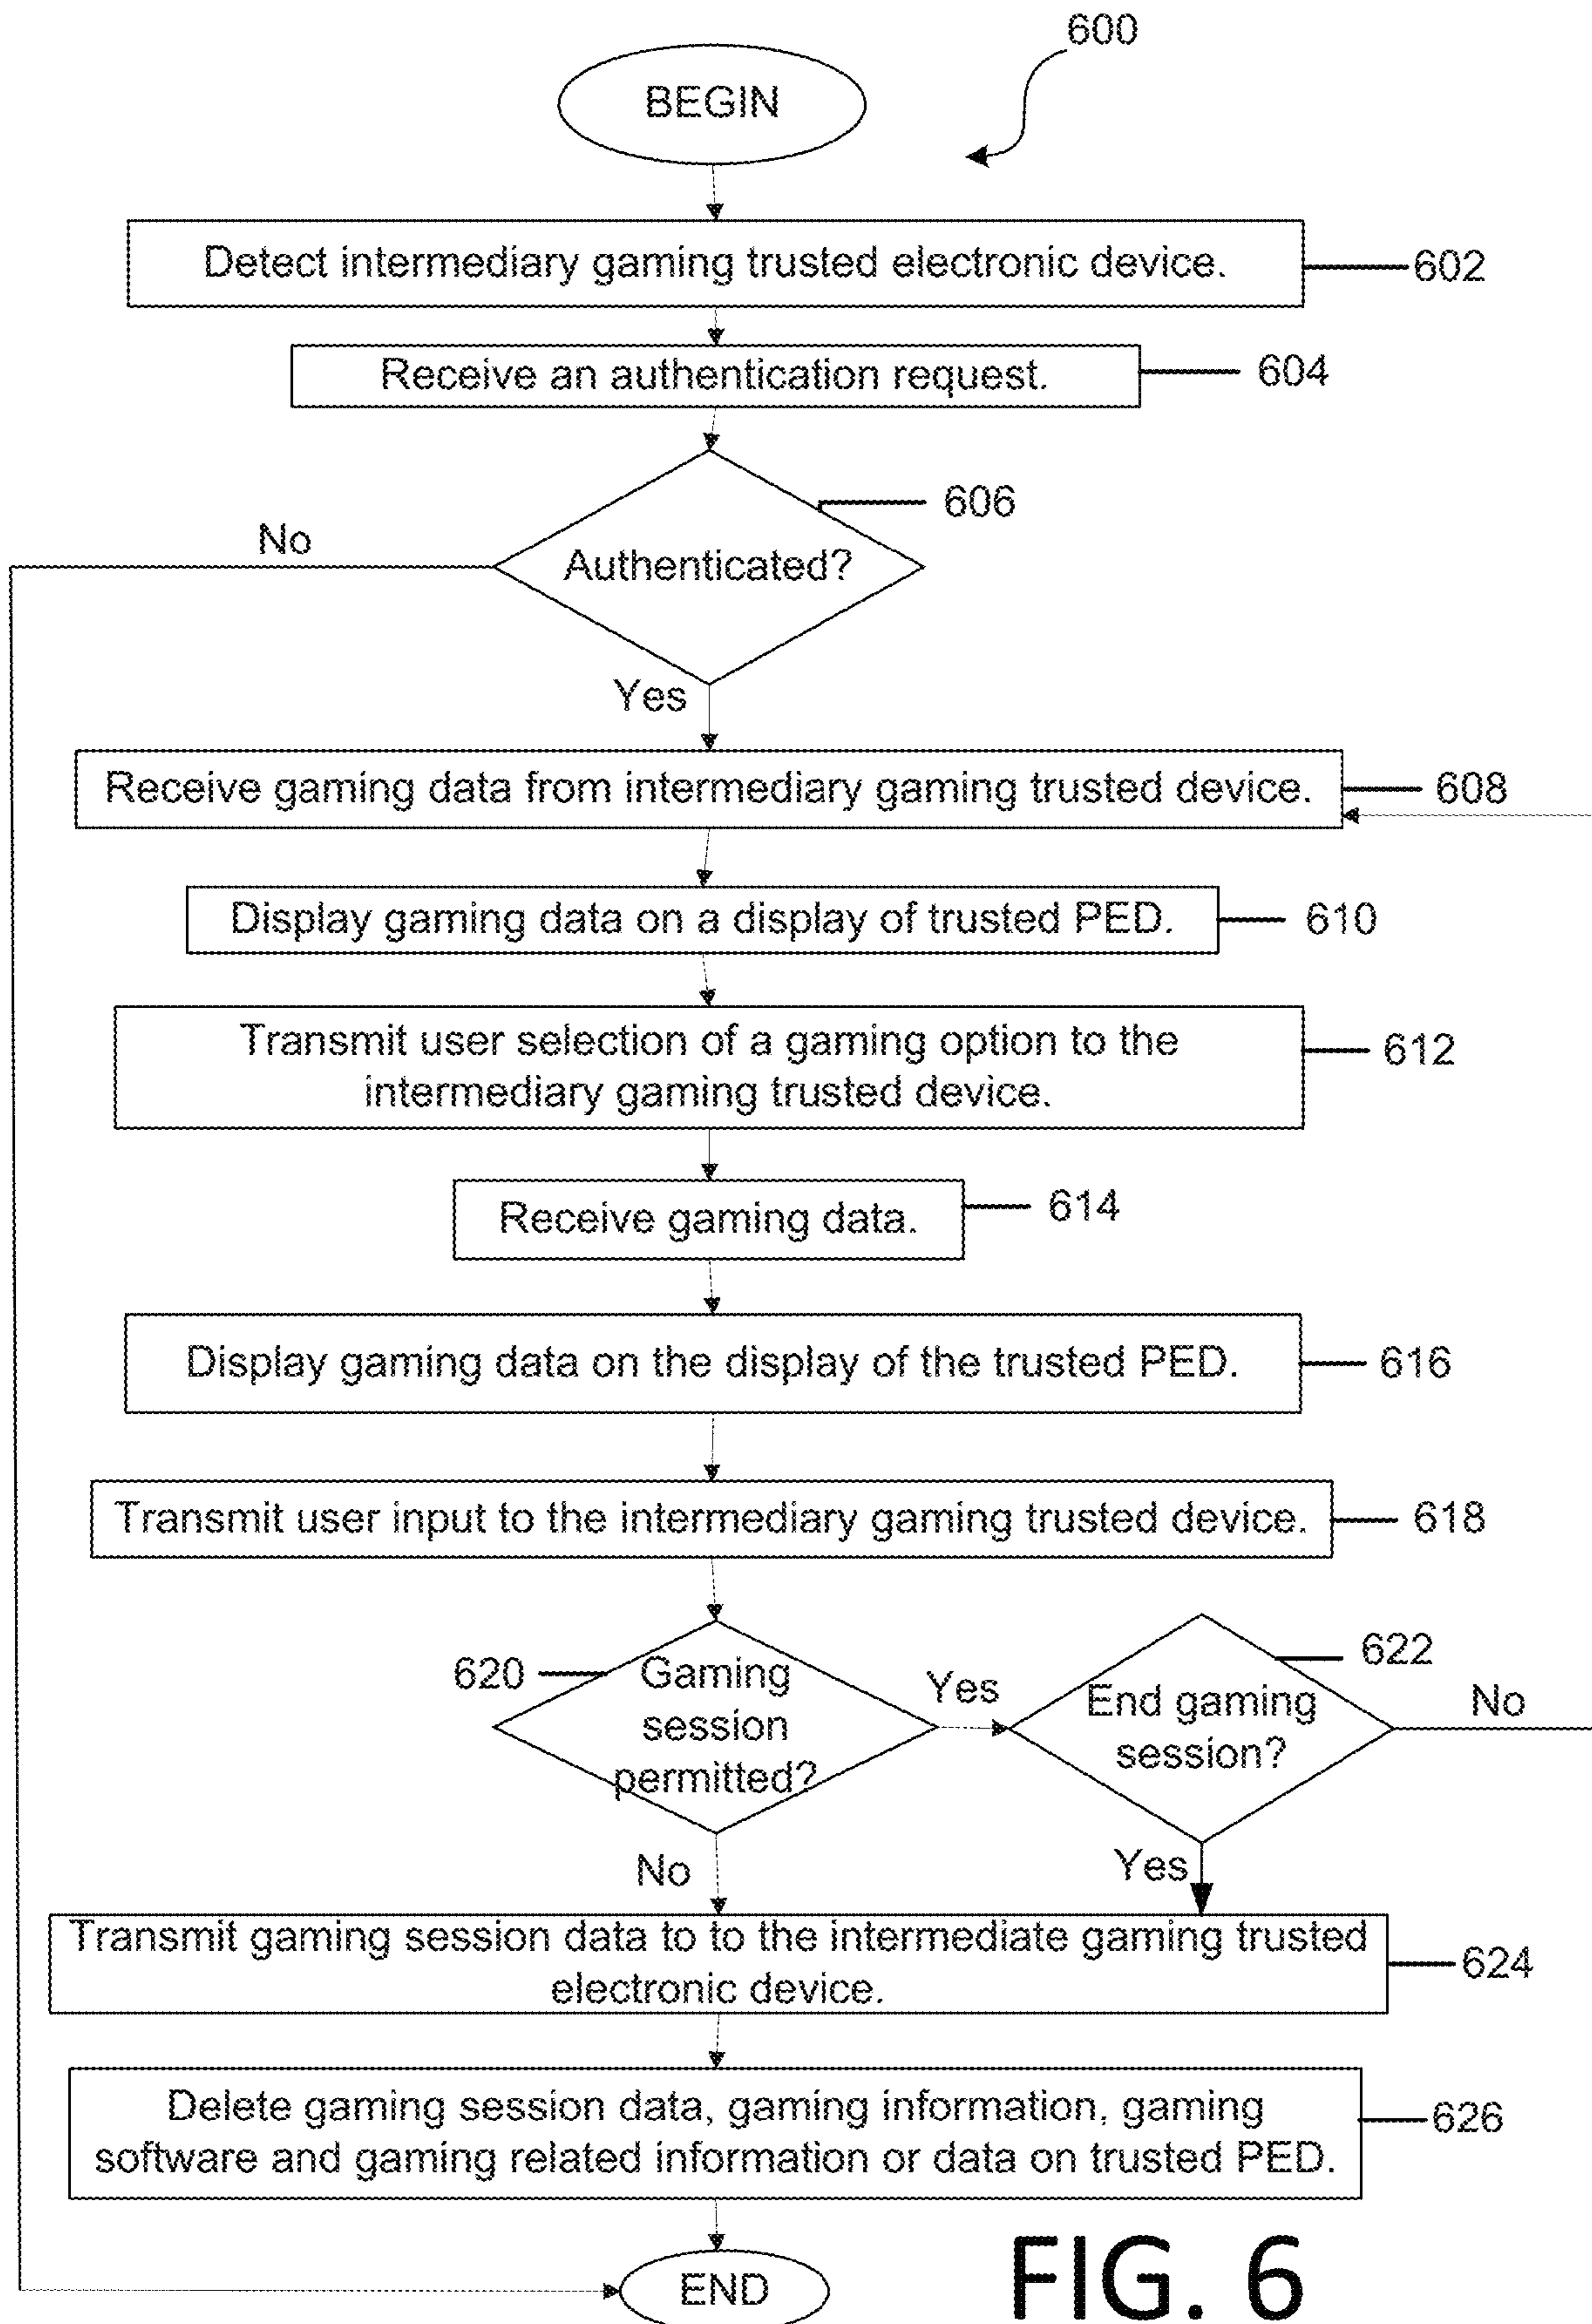 600
BEGIN
Detect intermediary gaming trusted electronic device.
602
Receive an authentication request.
604
606
No
Authenticated?
Yes
Receive gaming data from intermediary gaming trusted device.
608
Display gaming data on a display of trusted PED.
610
Transmit user selection of a gaming option to the
intermediary gaming trusted device.
612
Receive gaming data.
614
Display gaming data on the display of the trusted PED.
616
Transmit user input to the intermediary gaming trusted device.
618
620
Gaming
session
permitted?
Yes
622
End gaming
session?
No
No
Yes
Transmit gaming session data to to the intermediate gaming trusted
electronic device.
624
Delete gaming session data, gaming information, gaming
software and gaming related information or data on trusted PED.
626
END
FIG. 6